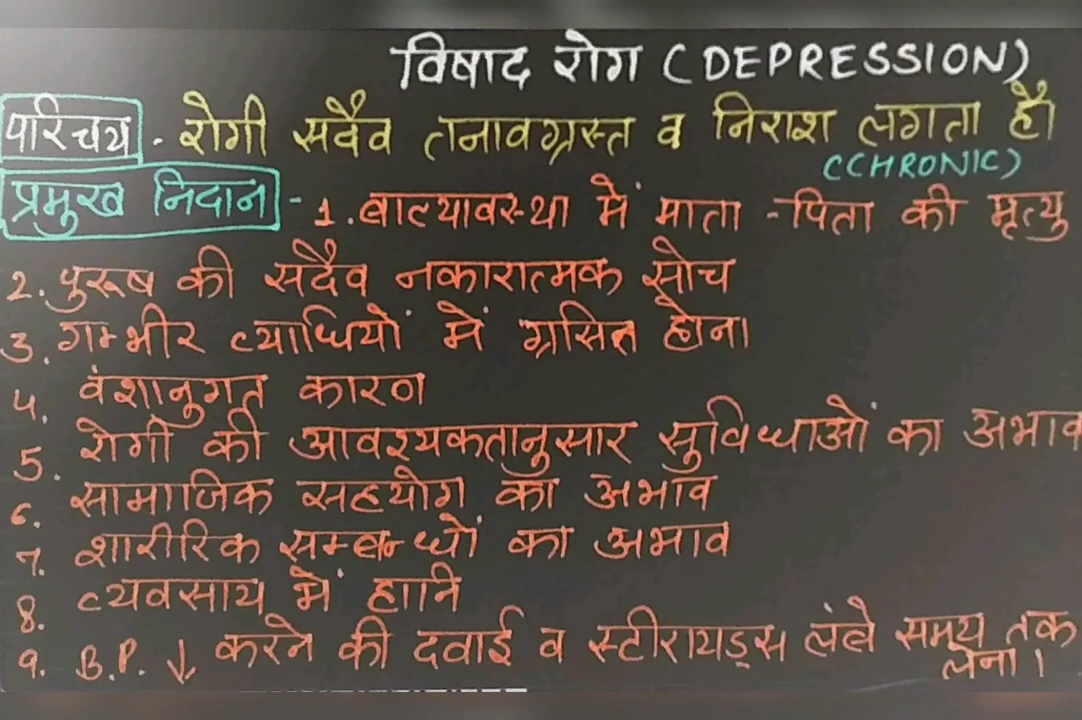 विषाद रोग (DEPRESSION)
परिचय - रोगी सदैव तनावग्रस्त व निराश लगता है।
(CHRONIC)
प्रमुख निदान - 1. बाल्यावस्था में माता - पिता की मृत्यु
2. पुरूष की सदैव नकारात्मक सोच
3. गम्भीर व्याधियों में ग्रसित होना
4. वंशानुगत कारण
5. रोगी की आवश्यकतानुसार सुविधाओं का अभाव
6. सामाजिक सहयोग का अभाव
7. शारीरिक सम्बन्धों का अभाव
8. व्यवसाय में हानि
9. B.P. ↓ करने की दवाई व स्टीरायड्स लंबे समय तक
लेना।